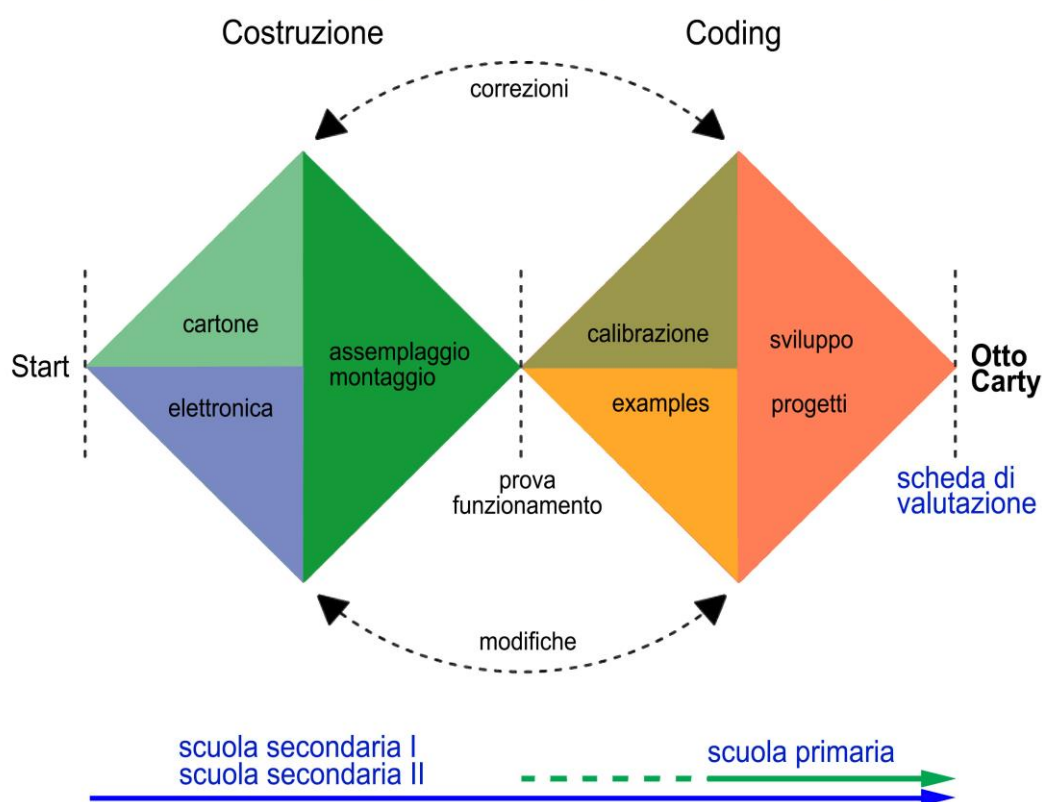 Costruzione
Coding
correzioni
cartone
elettronica
assemplaggio
montaggio
calibrazione
examples
sviluppo
progetti
Start
Otto
Carty
prova
funzionamento
scheda di
valutazione
modifiche
scuola secondaria I
scuola secondaria II
scuola primaria